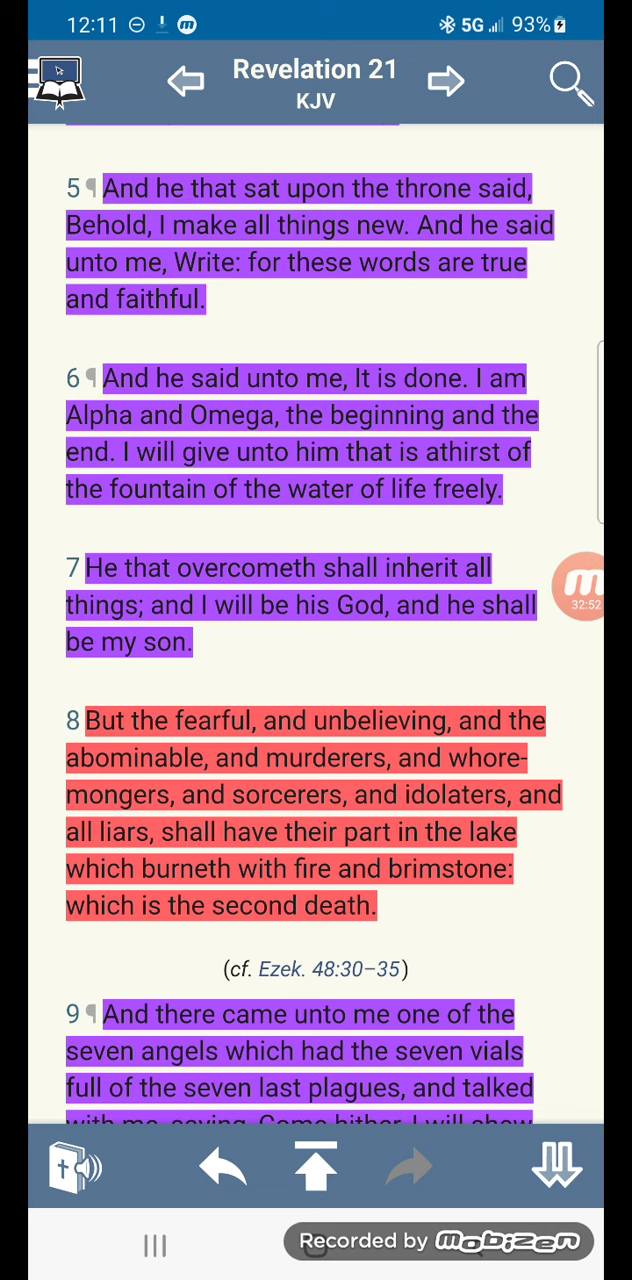 12:11
5G 93%
Revelation 21
KJV
5 ¶ And he that sat upon the throne said,
Behold, I make all things new. And he said
unto me, Write: for these words are true
and faithful.
6 ¶ And he said unto me, It is done. I am
Alpha and Omega, the beginning and the
end. I will give unto him that is athirst of
the fountain of the water of life freely.
7 He that overcometh shall inherit all
things; and I will be his God, and he shall
be my son.
m
32:52
8 But the fearful, and unbelieving, and the
abominable, and murderers, and whore-
mongers, and sorcerers, and idolaters, and
all liars, shall have their part in the lake
which burneth with fire and brimstone:
which is the second death.
(cf. Ezek. 48:30–35)
9 ¶ And there came unto me one of the
seven angels which had the seven vials
full of the seven last plagues, and talked
with me, saying, Come hither, I will shew
Recorded by mobizen